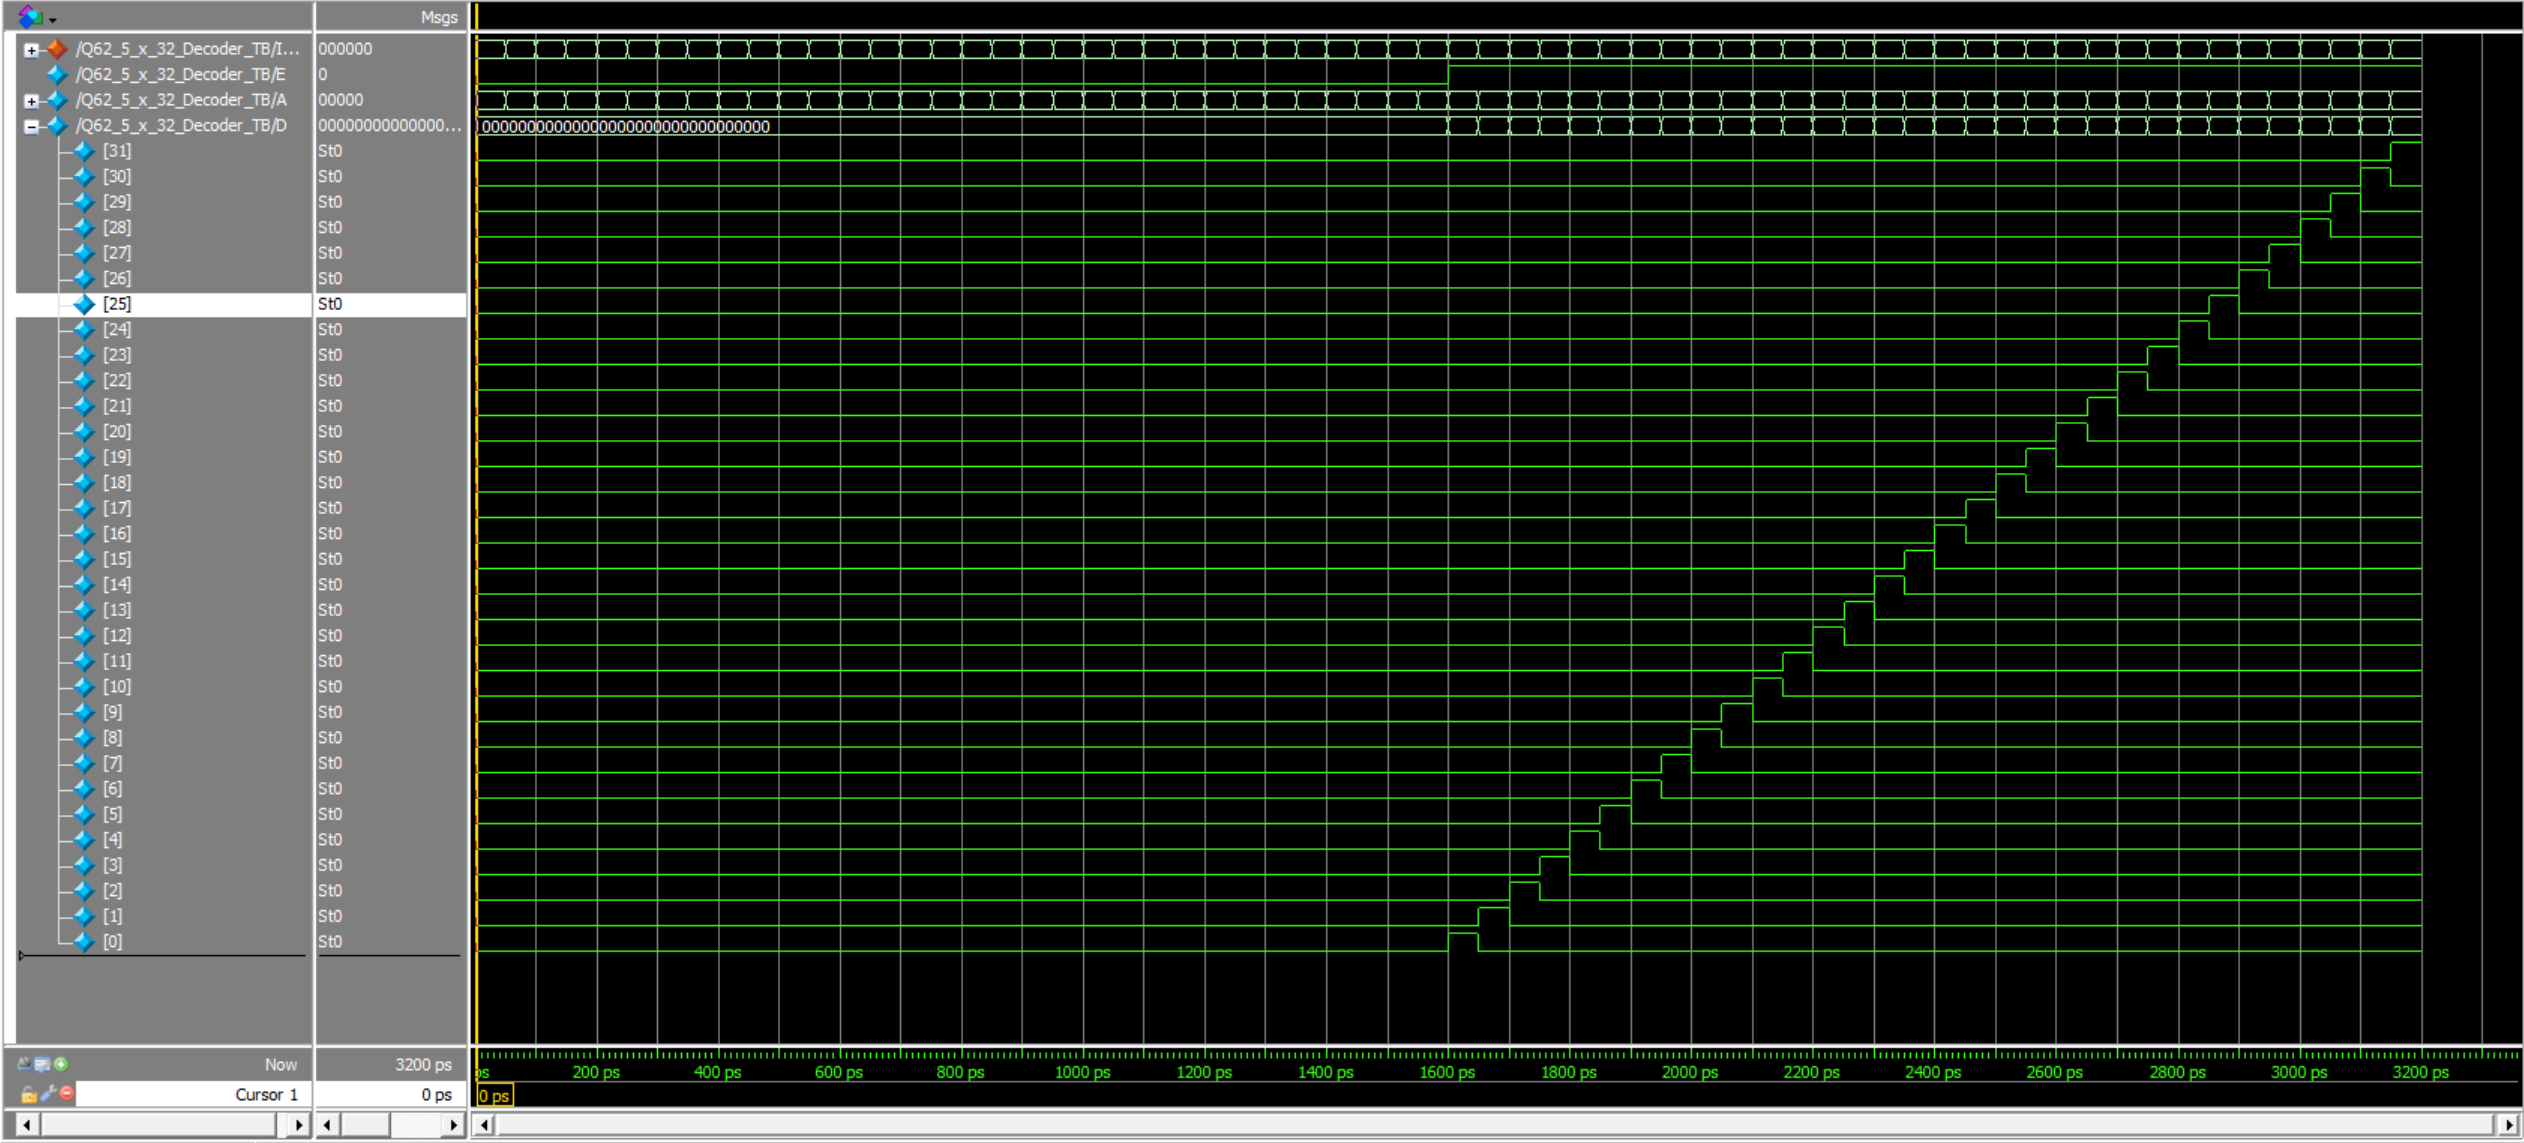 Msgs
/Q62_5_x_32_Decoder_TB/I... 000000
/Q62_5_x_32_Decoder_TB/E 0
/Q62_5_x_32_Decoder_TB/A 00000
/Q62_5_x_32_Decoder_TB/D 00000000000000... 00000000000000000000000000000000
[31] St0
[30] St0
[29] St0
[28] St0
[27] St0
[26] St0
[25] St0
[24] St0
[23] St0
[22] St0
[21] St0
[20] St0
[19] St0
[18] St0
[17] St0
[16] St0
[15] St0
[14] St0
[13] St0
[12] St0
[11] St0
[10] St0
[9] St0
[8] St0
[7] St0
[6] St0
[5] St0
[4] St0
[3] St0
[2] St0
[1] St0
[0] St0
Now 3200 ps ps 200 ps 400 ps 600 ps 800 ps 1000 ps 1200 ps 1400 ps 1600 ps 1800 ps 2000 ps 2200 ps 2400 ps 2600 ps 2800 ps 3000 ps 3200 ps
Cursor 1 0 ps 0 ps